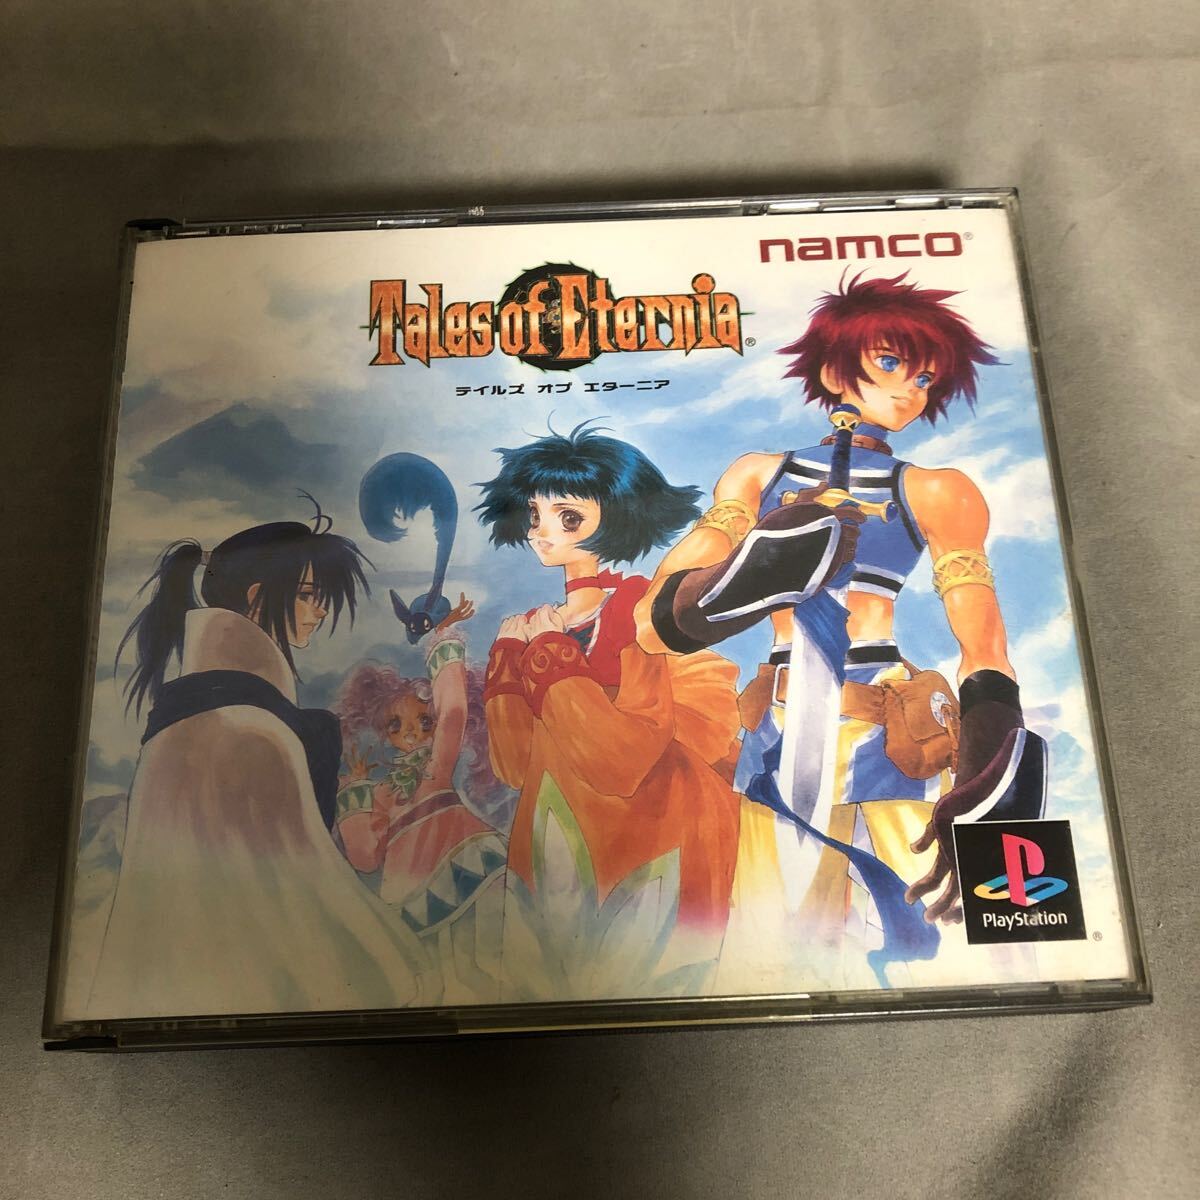 namco®
Tales of Eternia®
テイルズ オブ エターニア
PlayStation
®